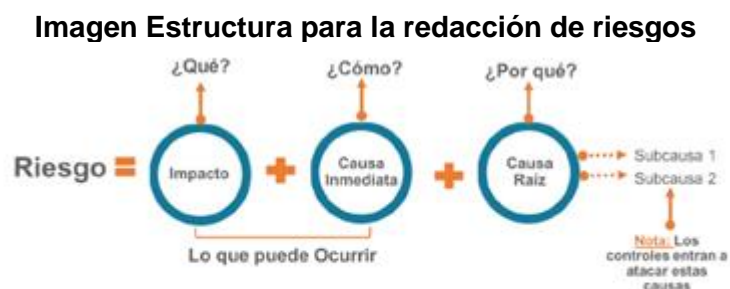 Imagen Estructura para la redacción de riesgos
¿Qué?
¿Cómo?
¿Por qué?
Riesgo =
Impacto
+
Causa
Inmediata
+
Causa
Raíz
Subcausa 1
Subcausa 2
Lo que puede Ocurrir
Nota: Los
controles entran a
atacar estas
causas